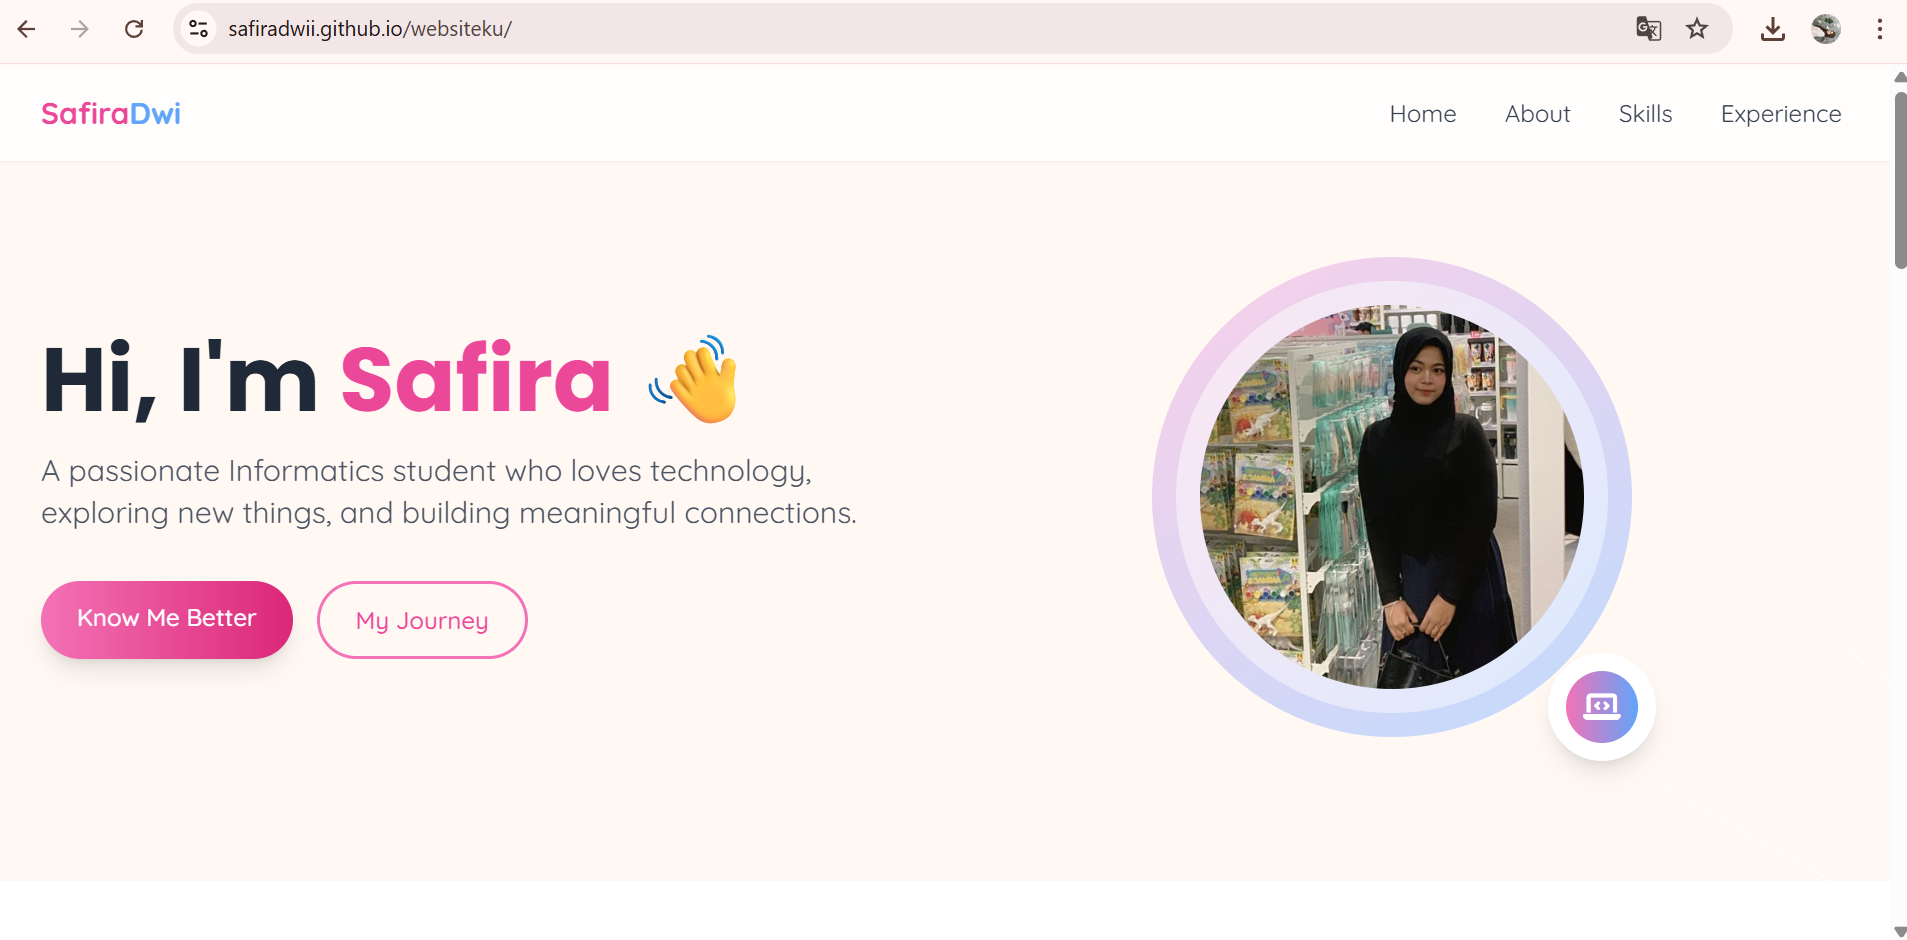 safiradwii.github.io/websiteku/
SafiraDwi
Home About Skills Experience
Hi, I'm Safira 👋
A passionate Informatics student who loves technology,
exploring new things, and building meaningful connections.
Know Me Better My Journey